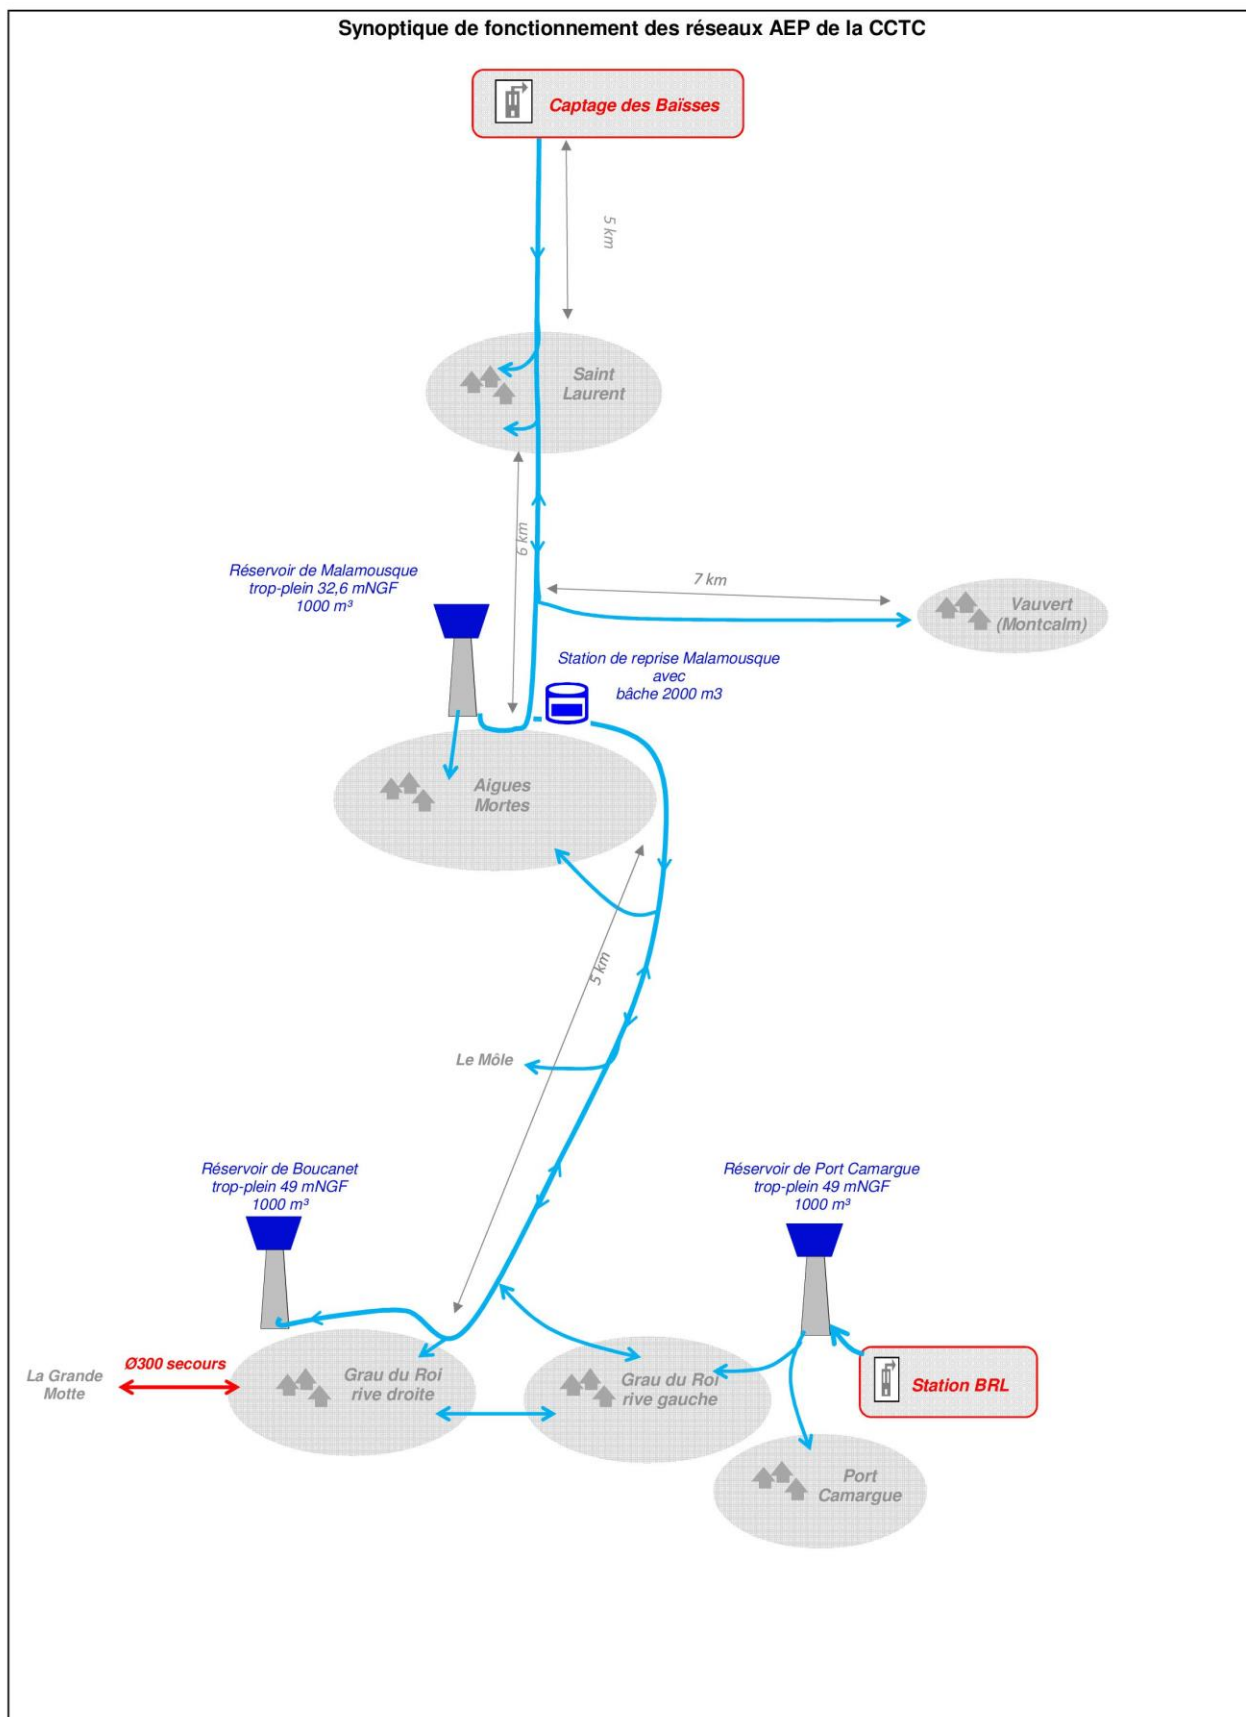 Synoptique de fonctionnement des réseaux AEP de la CCTC
Captage des Baïsses
5 km
Saint
Laurent
6 km
Réservoir de Malamousque
trop-plein 32,6 mNGF
1000 m³
7 km
Vauvert
(Montcalm)
Station de reprise Malamousque
avec
bâche 2000 m3
Aigues
Mortes
5 km
Le Môle
Réservoir de Boucanet
trop-plein 49 mNGF
1000 m³
Réservoir de Port Camargue
trop-plein 49 mNGF
1000 m³
La Grande
Motte
Ø300 secours
Grau du Roi
rive droite
Grau du Roi
rive gauche
Station BRL
Port
Camargue